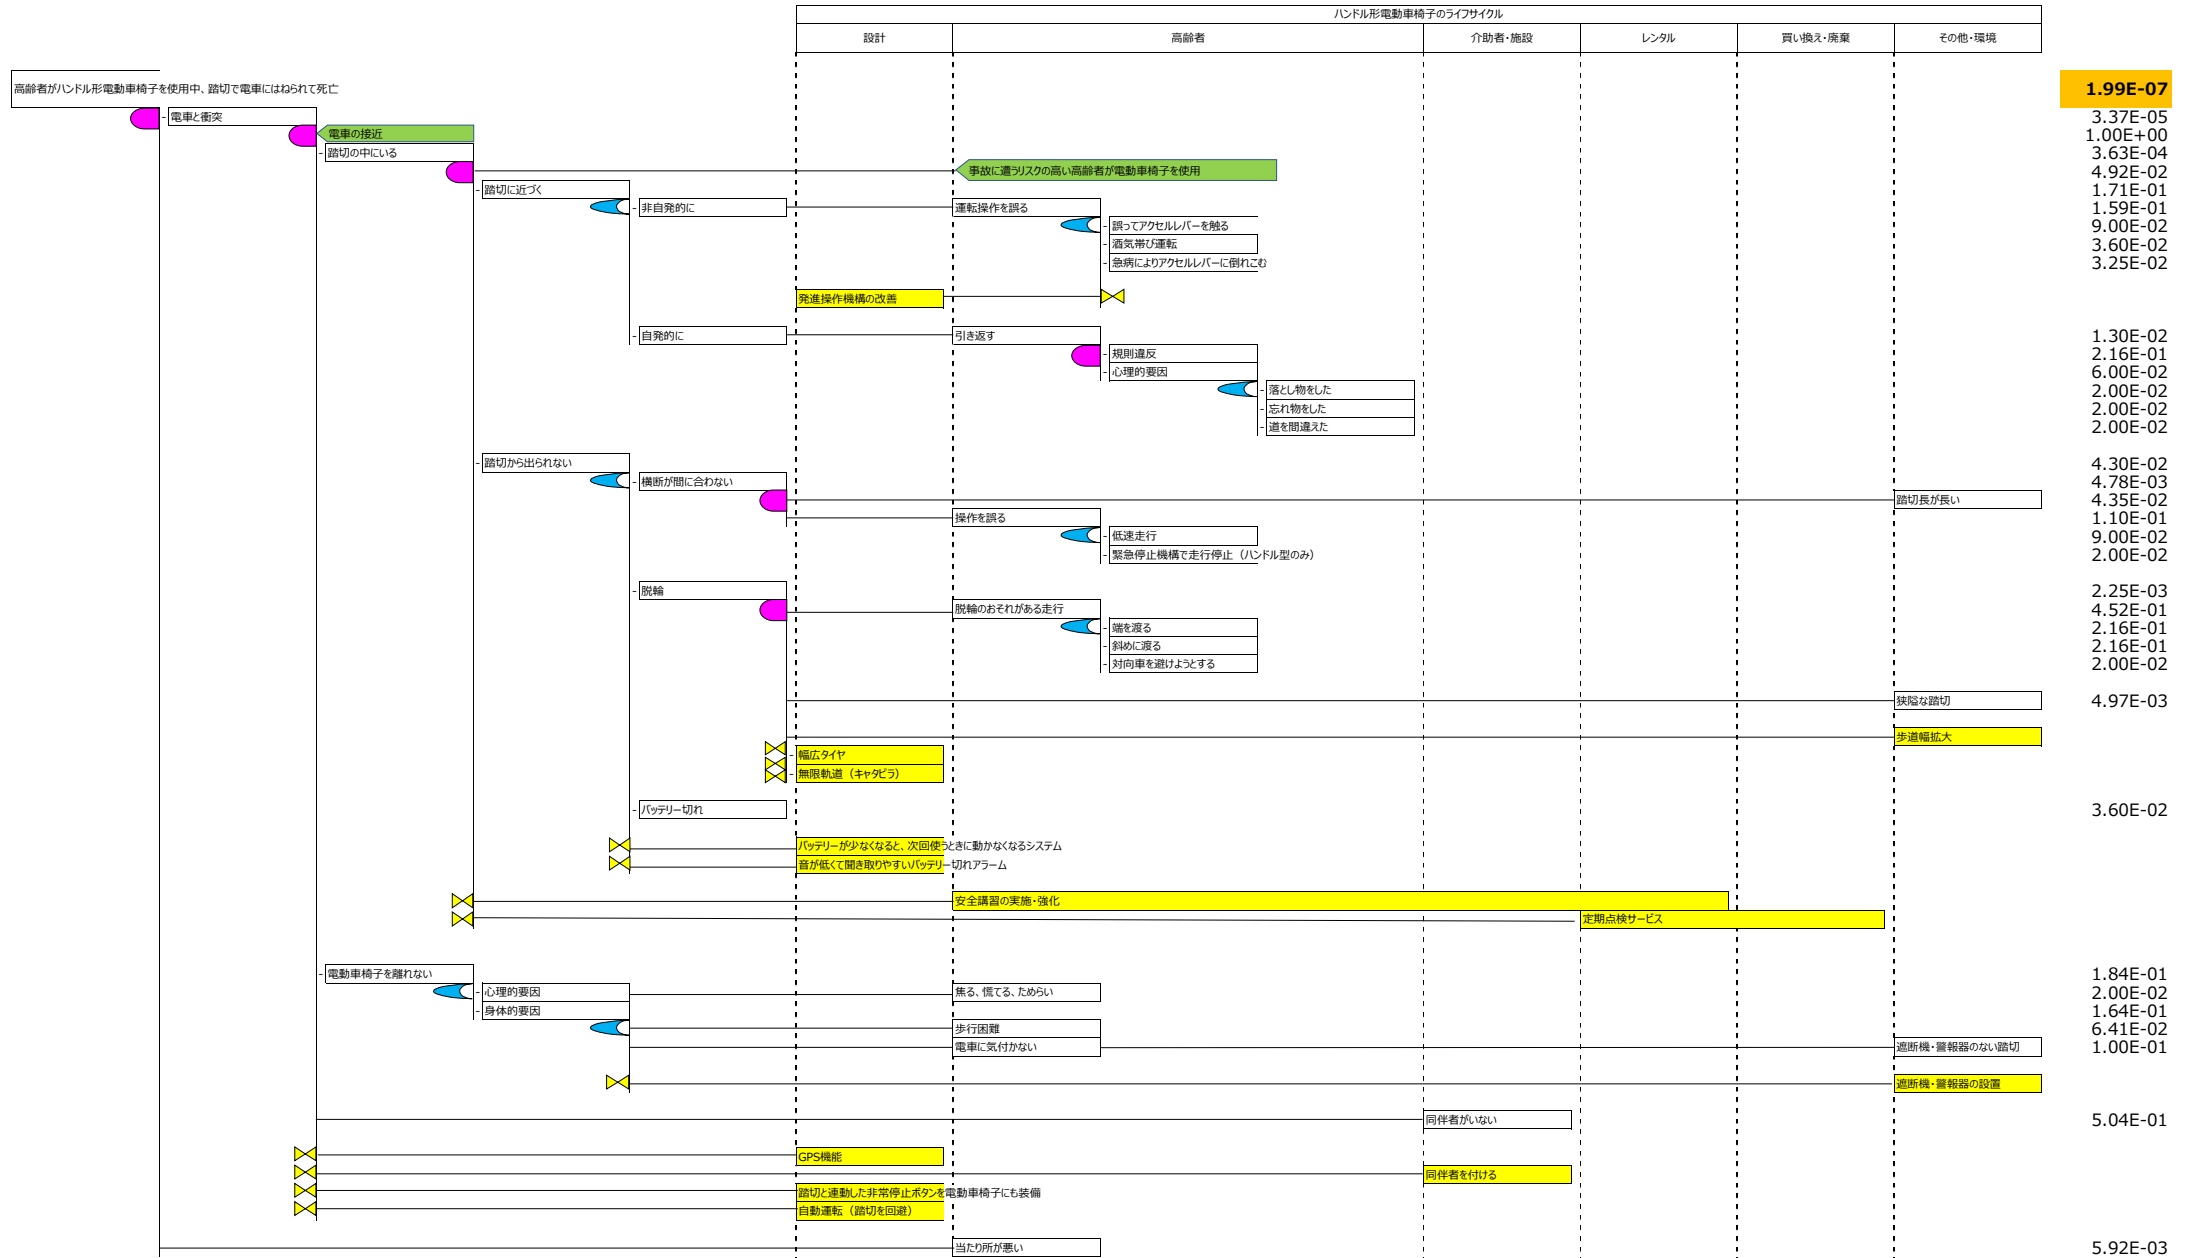 ハンドル形電動車椅子のライフサイクル
設計 高齢者 介助者・施設 レンタル 買い換え・廃棄 その他・環境
高齢者がハンドル形電動車椅子を使用中、踏切で電車にはねられて死亡 1.99E-07
- 電車と衝突 3.37E-05
電車の接近 1.00E+00
- 踏切の中にいる 3.63E-04
事故に遭うリスクの高い高齢者が電動車椅子を使用 4.92E-02
- 踏切に近づく 1.71E-01
- 非自発的に 運転操作を誤る 1.59E-01
- 誤ってアクセルレバーを触る 9.00E-02
- 酒気帯び運転 3.60E-02
- 急病によりアクセルレバーに倒れこむ 3.25E-02
発進操作機構の改善
- 自発的に 引き返す 1.30E-02
- 規則違反 2.16E-01
- 心理的要因 6.00E-02
- 落とし物をした 2.00E-02
- 忘れ物をした 2.00E-02
- 道を間違えた 2.00E-02
- 踏切から出られない 4.30E-02
- 横断が間に合わない 4.78E-03
踏切長が長い 4.35E-02
操作を誤る 1.10E-01
- 低速走行 9.00E-02
- 緊急停止機構で走行停止（ハンドル型のみ） 2.00E-02
- 脱輪 2.25E-03
脱輪のおそれがある走行 4.52E-01
- 端を渡る 2.16E-01
- 斜めに渡る 2.16E-01
- 対向車を避けようとする 2.00E-02
狭隘な踏切 4.97E-03
歩道幅拡大
- 幅広タイヤ
- 無限軌道（キャタピラ）
- バッテリー切れ 3.60E-02
バッテリーが少なくなると、次回使うときに動かなくなるシステム
音が低くて聞き取りやすいバッテリー切れアラーム
安全講習の実施・強化
定期点検サービス
- 電動車椅子を離れない 1.84E-01
- 心理的要因 焦る、慌てる、ためらい 2.00E-02
- 身体的要因 1.64E-01
歩行困難 6.41E-02
電車に気付かない 遮断機・警報器のない踏切 1.00E-01
遮断機・警報器の設置
同伴者がいない 5.04E-01
GPS機能
同伴者を付ける
踏切と連動した非常停止ボタンを電動車椅子にも装備
自動運転（踏切を回避）
当たり所が悪い 5.92E-03